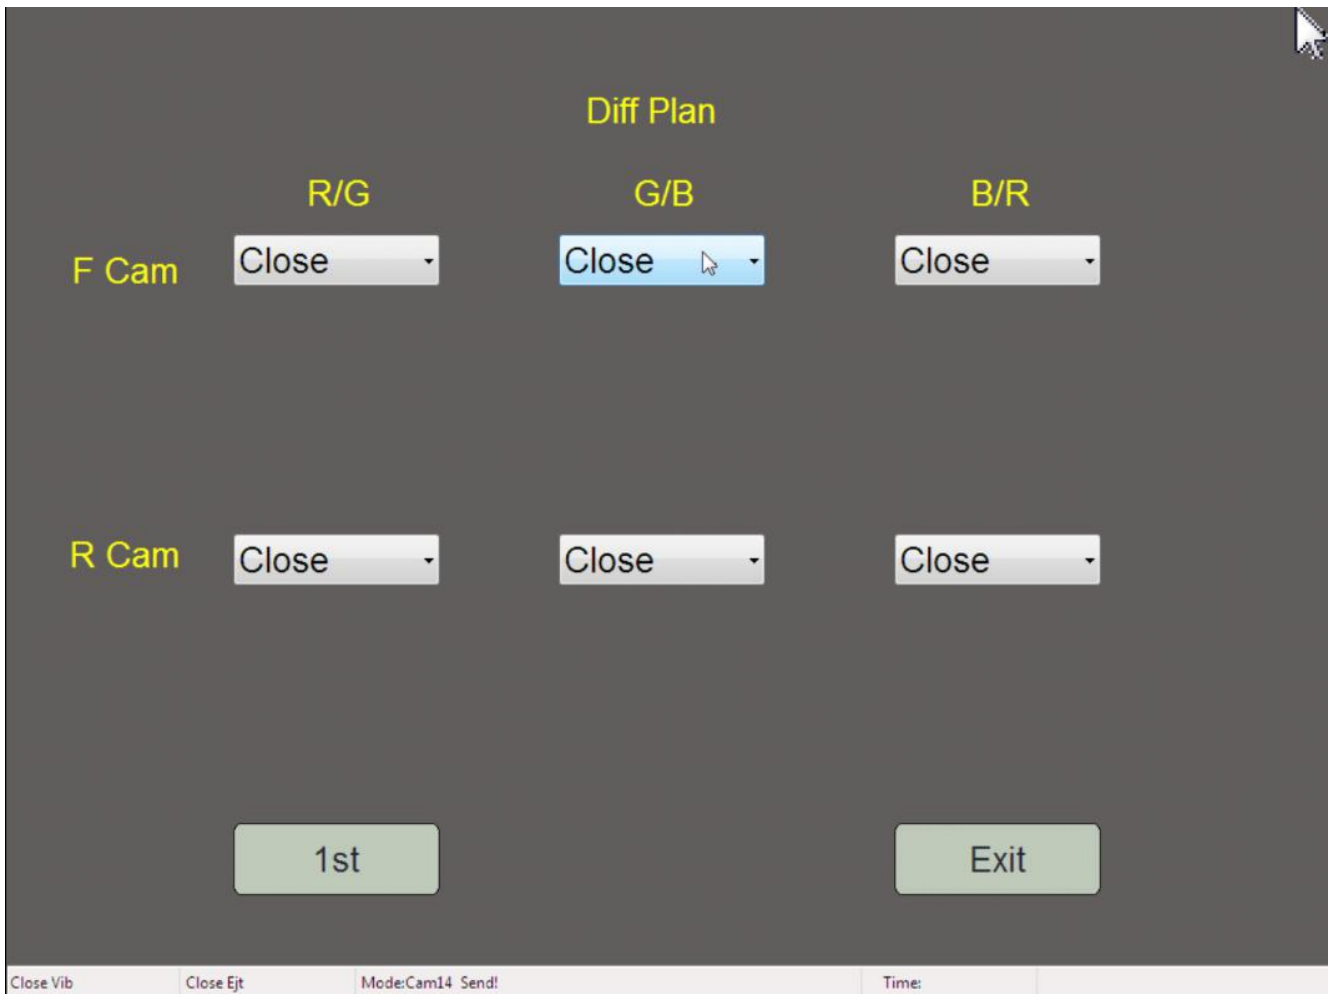 Diff Plan
R/G G/B B/R
F Cam Close Close Close
R Cam Close Close Close
1st Exit
Close Vib Close Ejt Mode:Cam14 Send! Time: